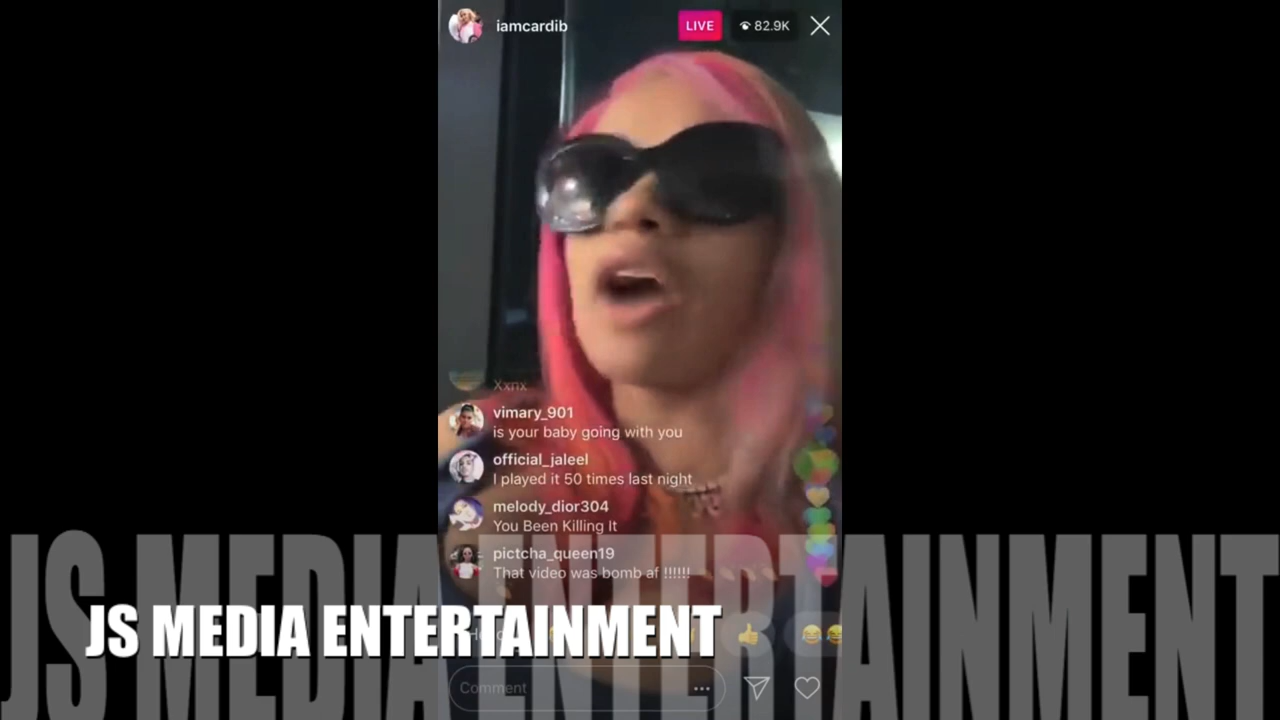 iamcardib
LIVE
82.9K
Xxnx
vimary_901
is your baby going with you
official_jaleel
I played it 50 times last night
melody_dior304
You Been Killing It
pictcha_queen19
That video was bomb af !!!!!!
JS MEDIA ENTERTAINMENT
JS MEDIA ENTERTAINMENT
Comment